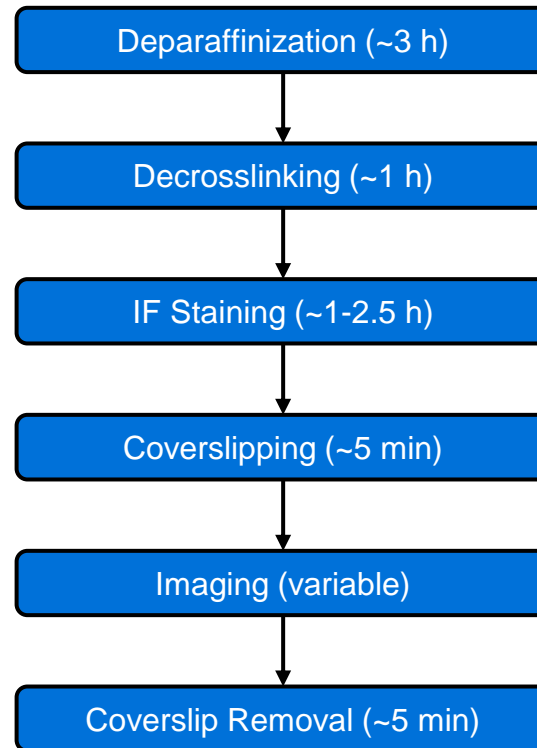 Deparaffinization (~3 h)
Decrosslinking (~1 h)
IF Staining (~1-2.5 h)
Coverslipping (~5 min)
Imaging (variable)
Coverslip Removal (~5 min)